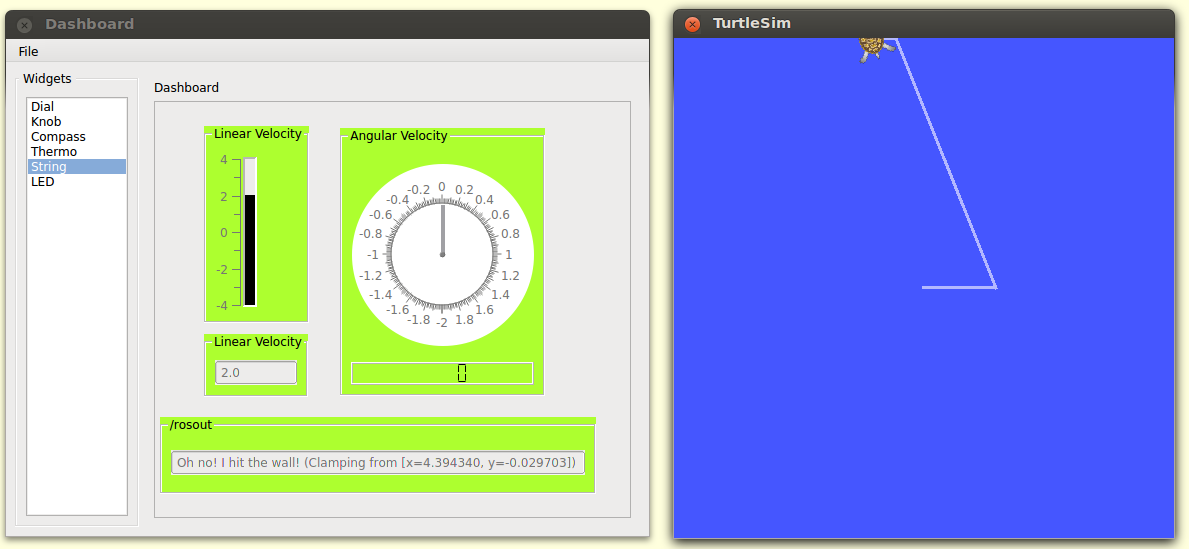 Dashboard
File
Widgets
Dial
Knob
Compass
Thermo
String
LED
Dashboard
Linear Velocity
4
2
0
-2
-4
Linear Velocity
2.0
Angular Velocity
0
0.2
0.4
0.6
0.8
1
1.2
1.4
1.6
1.8
-2
-1.8
-1.6
-1.4
-1.2
-1
-0.8
-0.6
-0.4
-0.2
0
/rosout
Oh no! I hit the wall! (Clamping from [x=4.394340, y=-0.029703])
TurtleSim